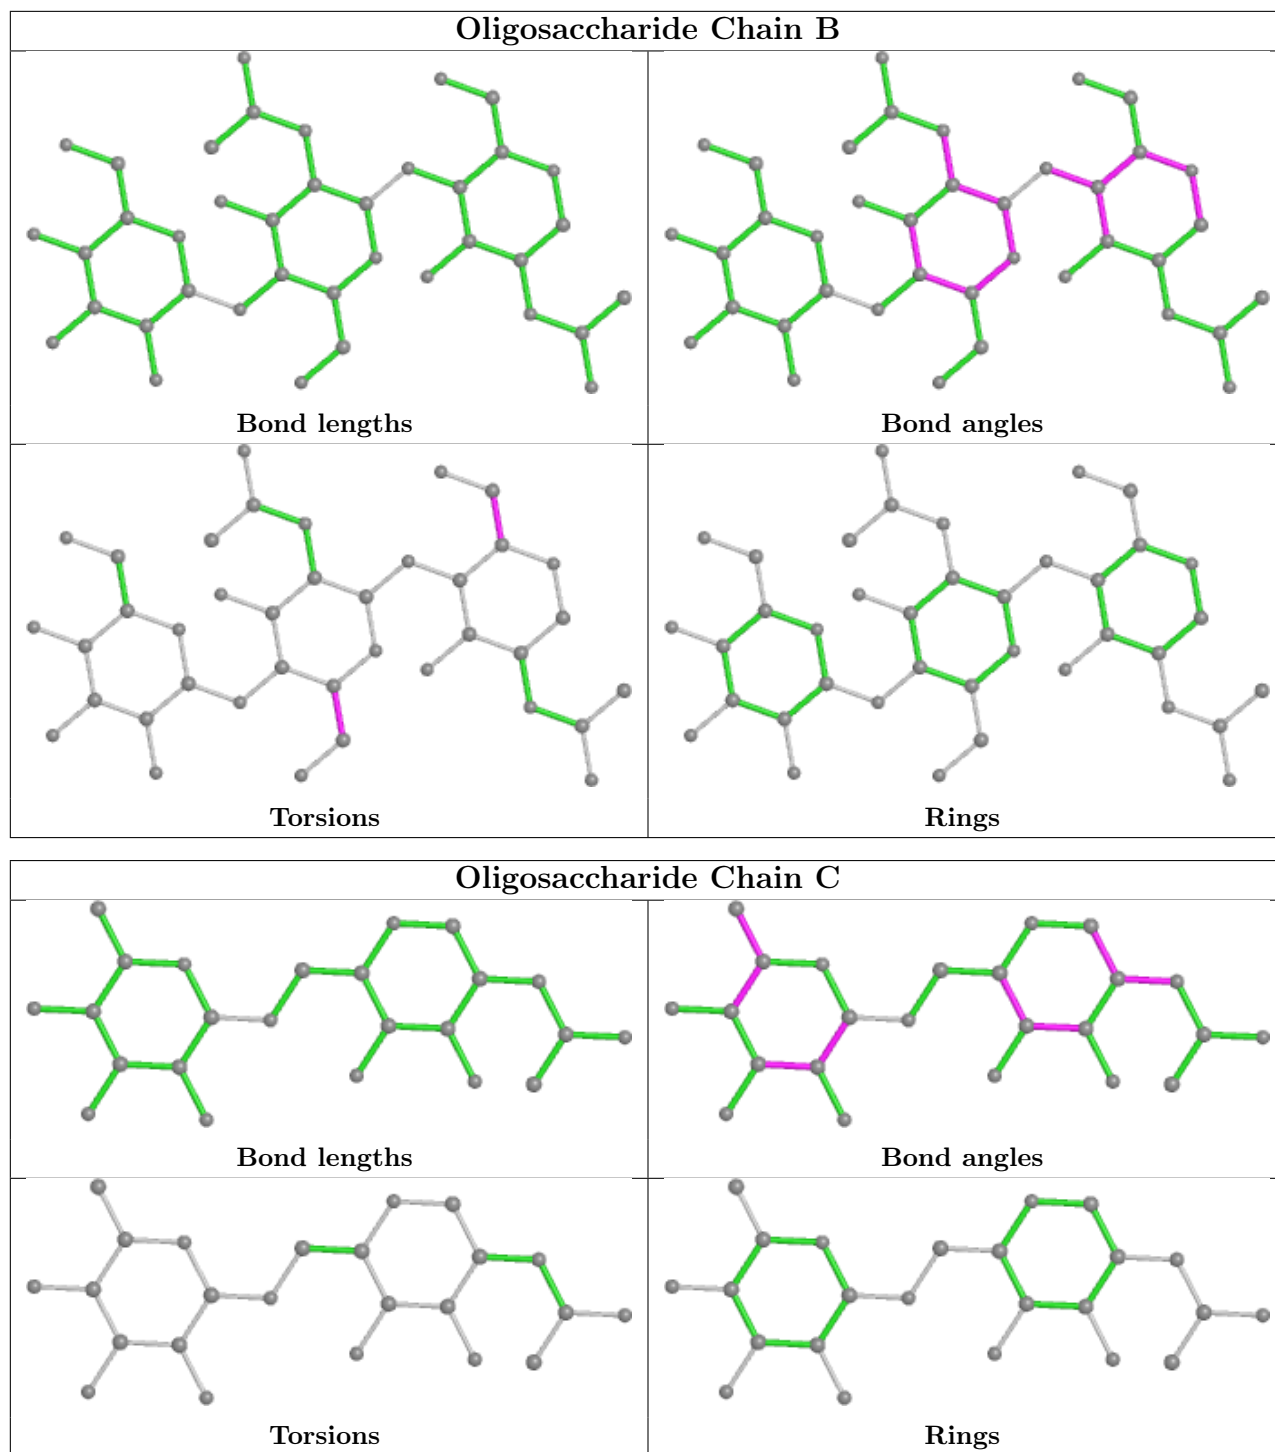 Oligosaccharide Chain B
Bond lengths
Bond angles
Torsions
Rings
Oligosaccharide Chain C
Bond lengths
Bond angles
Torsions
Rings